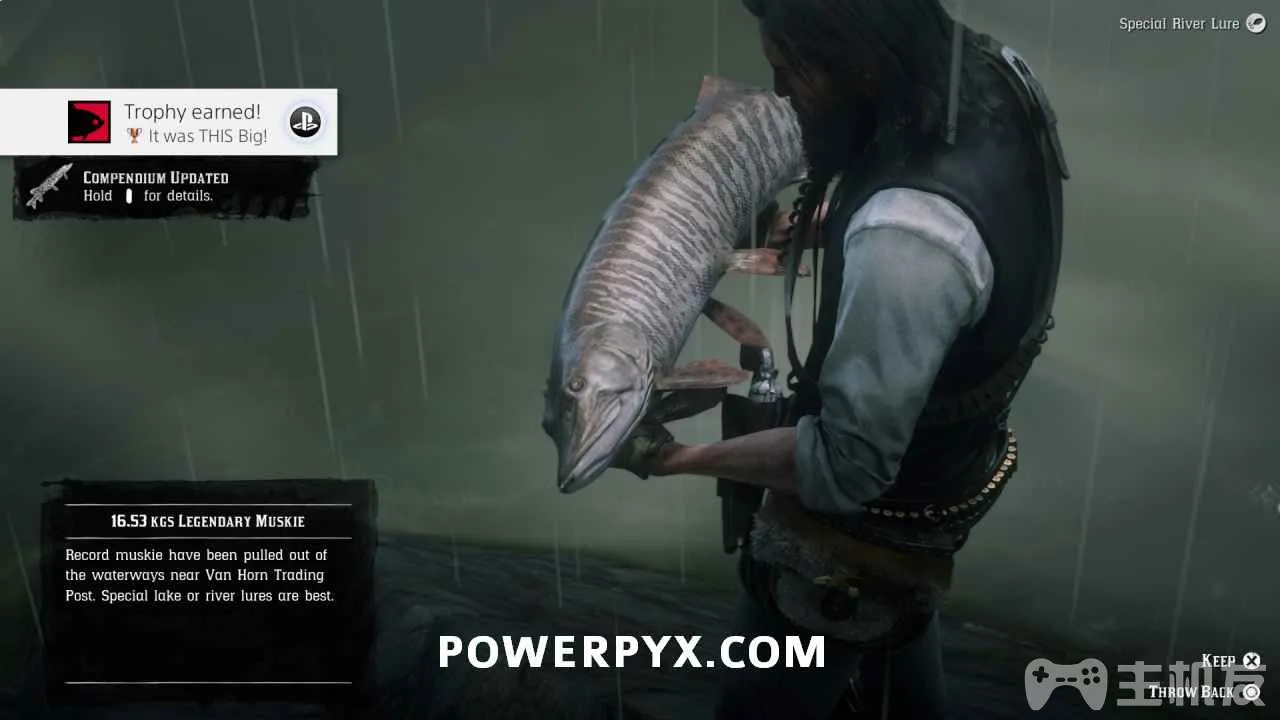 Special River Lure
Trophy earned!
It was THIS Big!
COMPENDIUM UPDATED
Hold for details.
16.53 KGS LEGENDARY MUSKIE
Record muskie have been pulled out of
the waterways near Van Horn Trading
Post. Special lake or river lures are best.
POWERPYX.COM
KEEP
THROW BACK
主机友